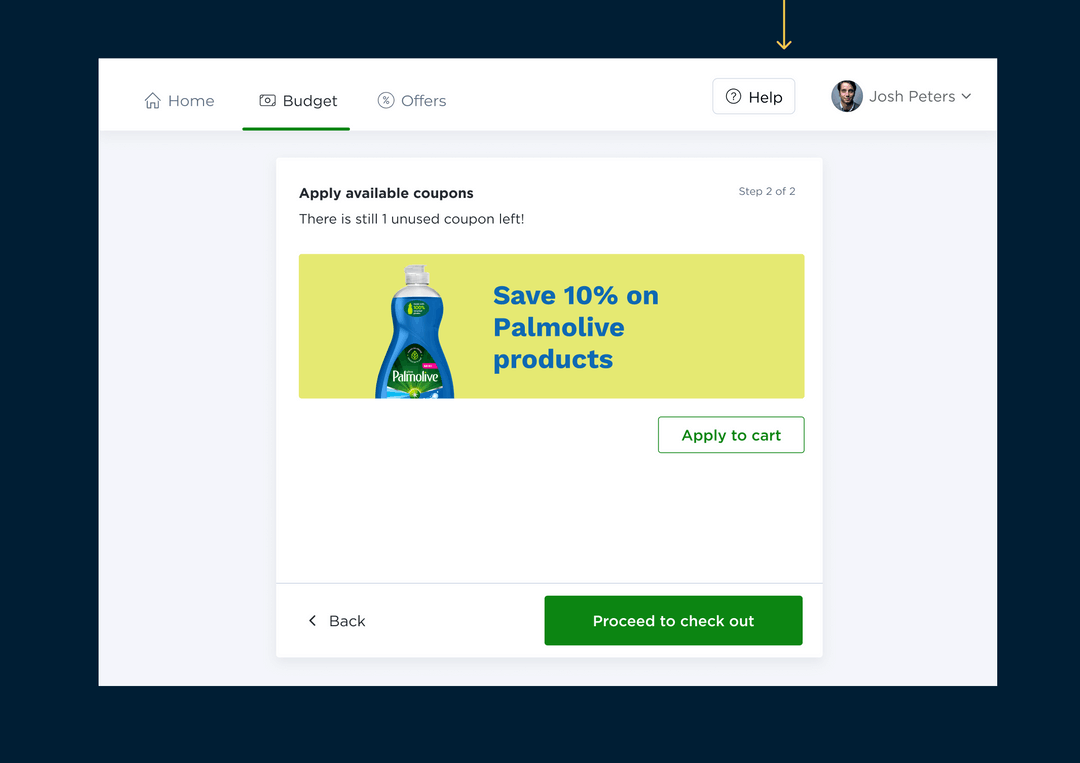 Home
Budget
Offers
Help
Josh Peters
Apply available coupons
Step 2 of 2
There is still 1 unused coupon left!
Save 10% on
Palmolive
products
100%
Palmolive
Apply to cart
Back
Proceed to check out